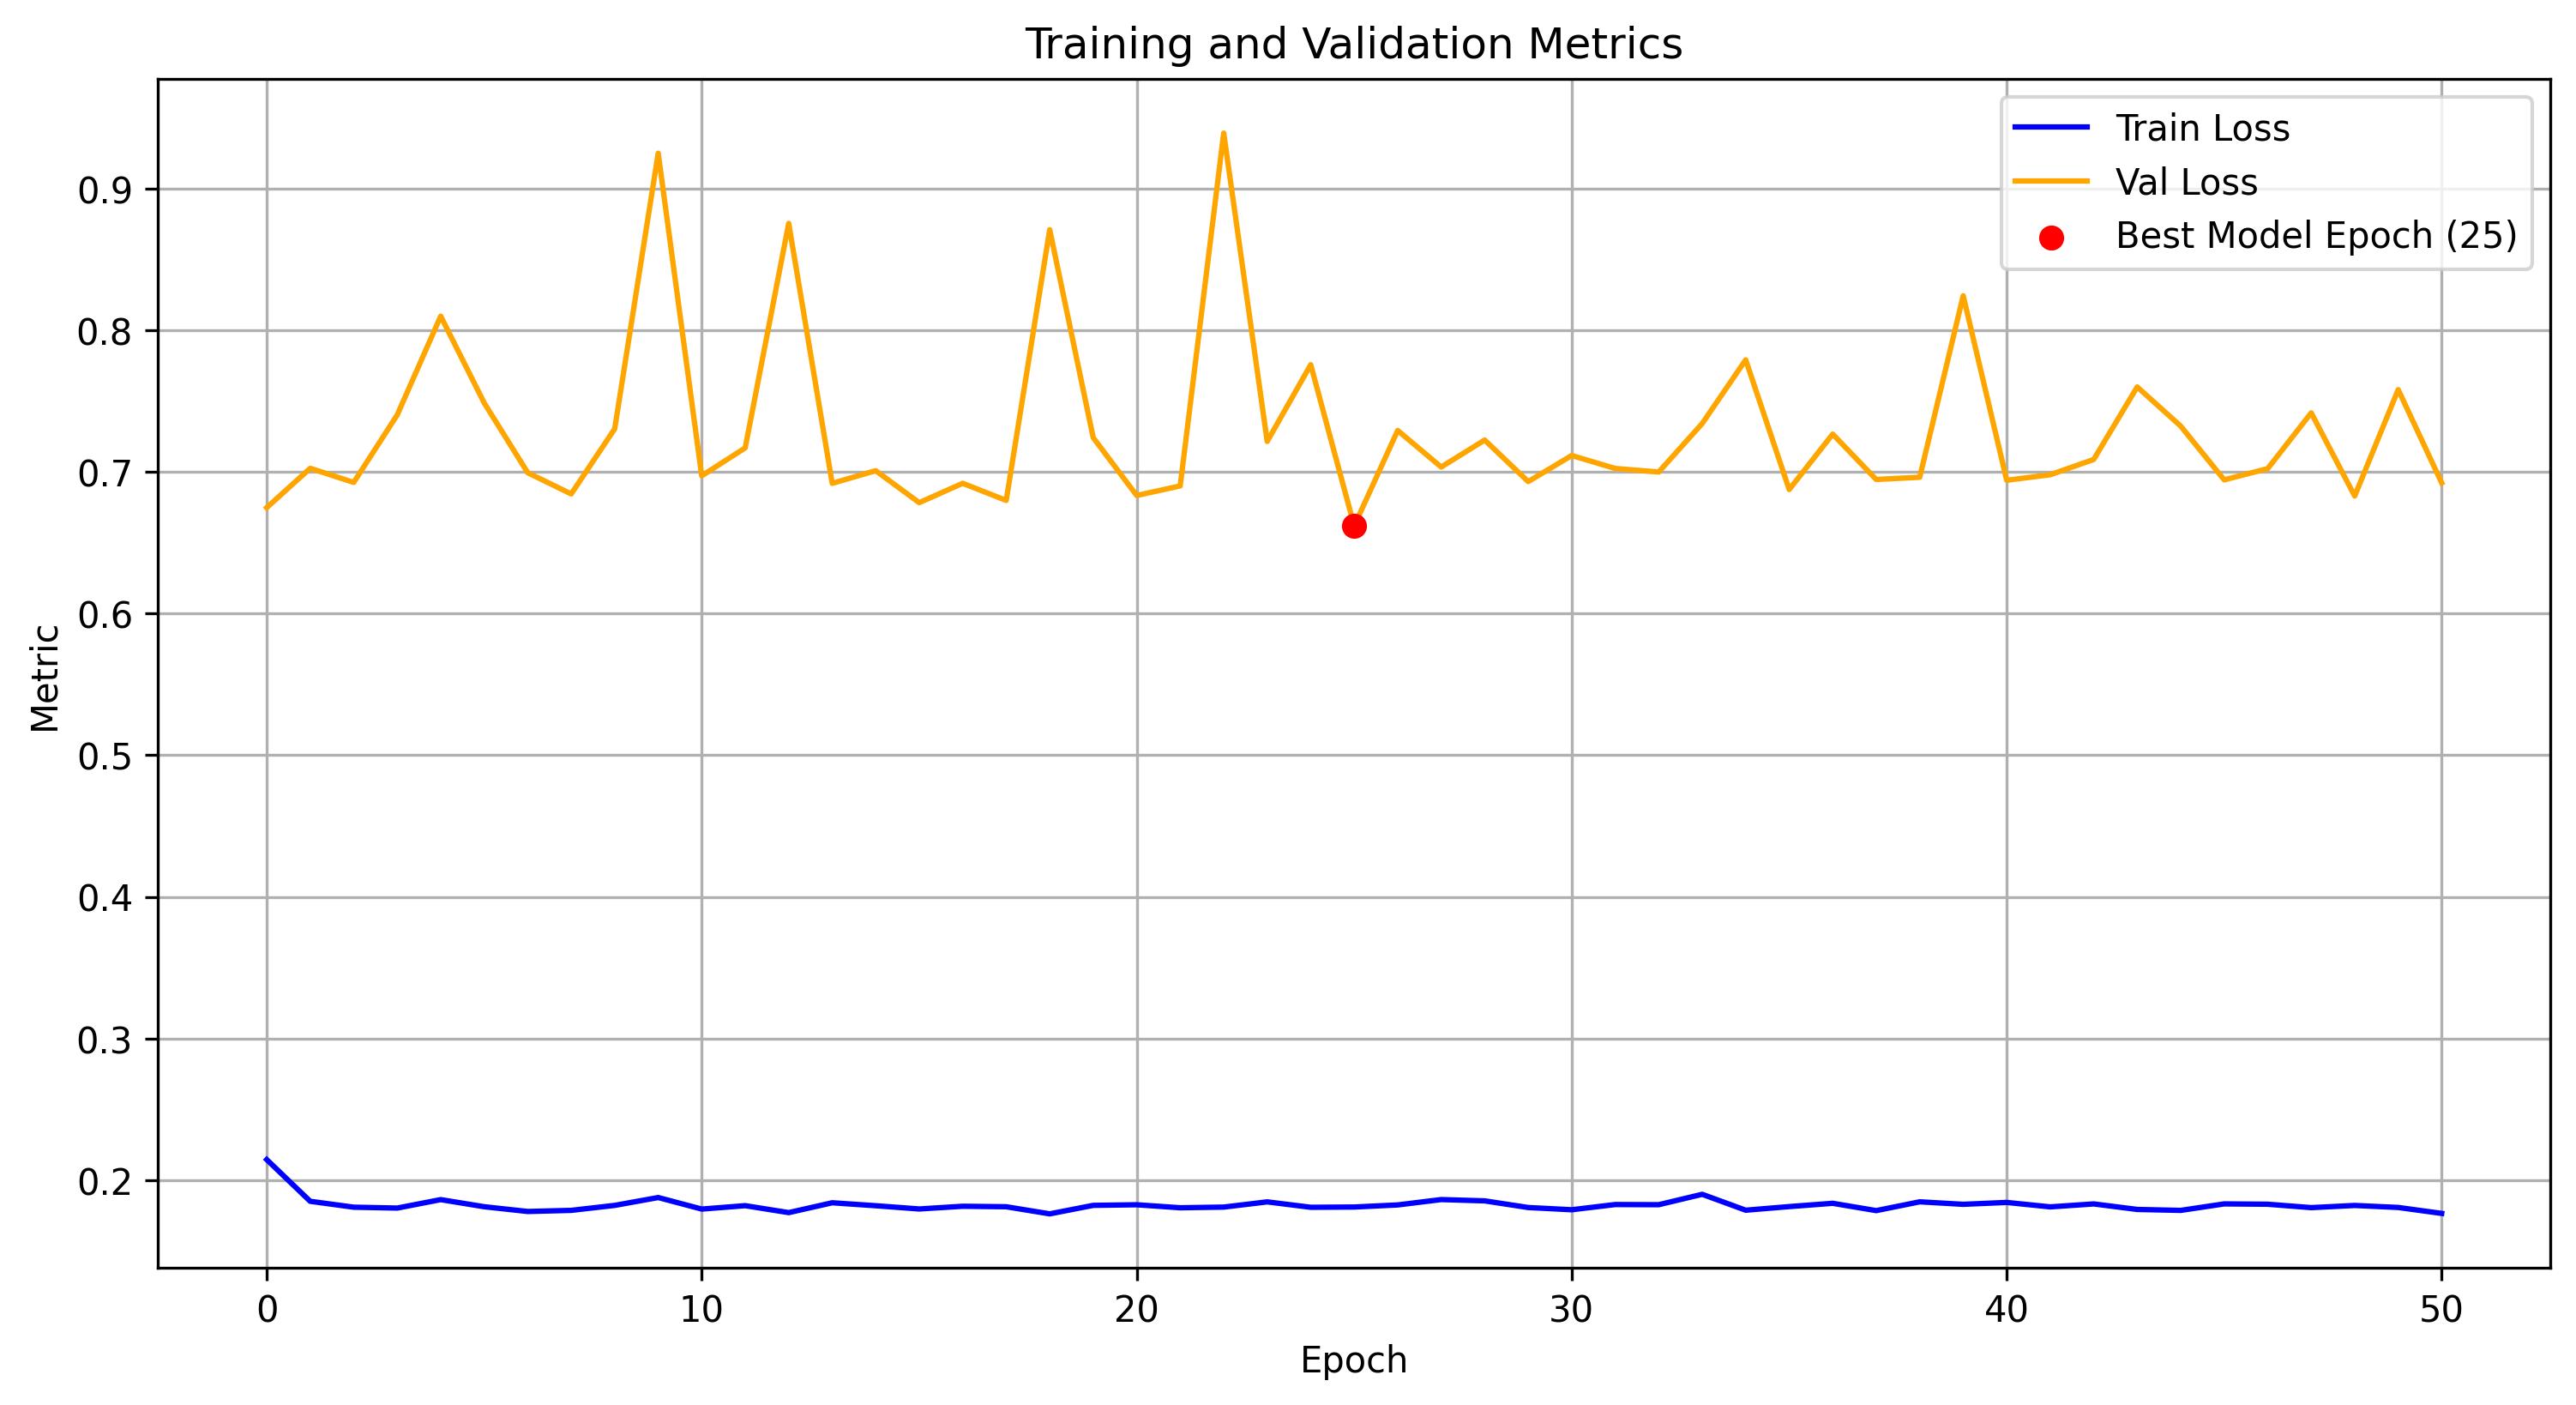 Training and Validation Metrics
Train Loss
Val Loss
Best Model Epoch (25)
0.9
0.8
0.7
0.6
0.5
0.4
0.3
0.2
Metric
0 10 20 30 40 50
Epoch